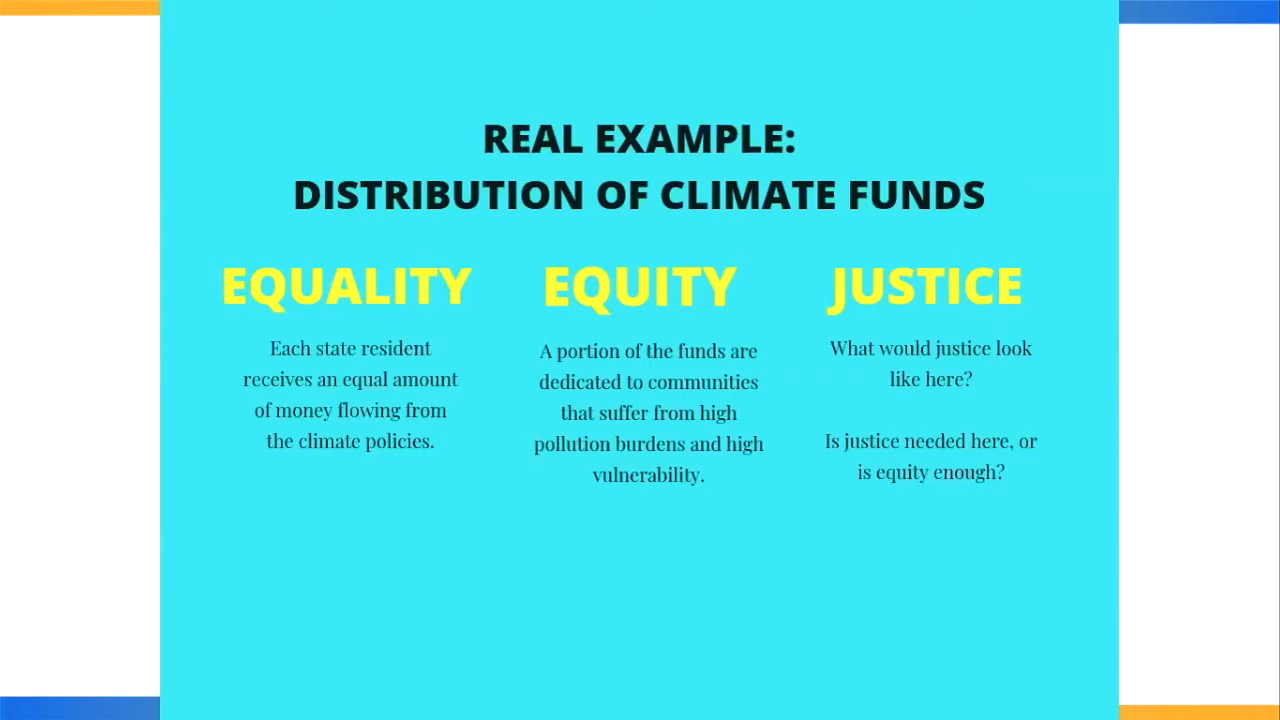 REAL EXAMPLE:
DISTRIBUTION OF CLIMATE FUNDS
EQUALITY
Each state resident
receives an equal amount
of money flowing from
the climate policies.
EQUITY
A portion of the funds are
dedicated to communities
that suffer from high
pollution burdens and high
vulnerability.
JUSTICE
What would justice look
like here?
Is justice needed here, or
is equity enough?